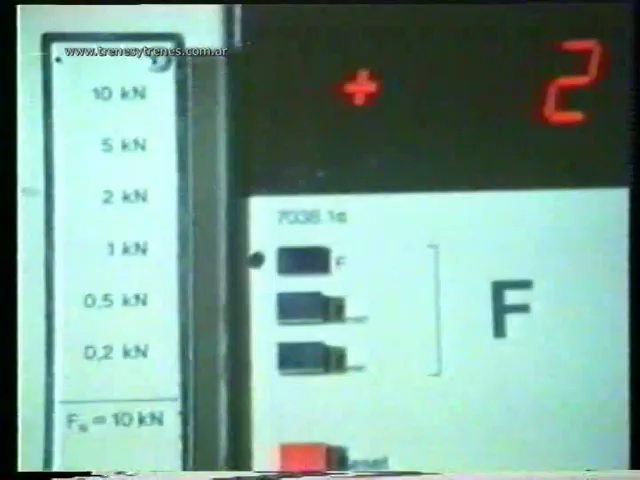 www.trenesytrenes.com.ar
10 kN
5 kN
2 kN
1 kN
0,5 kN
0,2 kN
Fₙ = 10 kN
+ 2
7038.1a
F
F
Reset